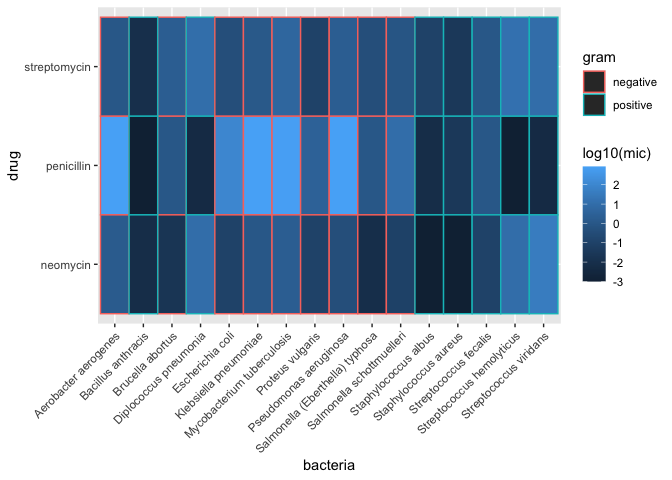 streptomycin
penicillin
neomycin
drug
Aerobacter aerogenes
Bacillus anthracis
Brucella abortus
Diplococcus pneumonia
Escherichia coli
Klebsiella pneumoniae
Mycobacterium tuberculosis
Proteus vulgaris
Pseudomonas aeruginosa
Salmonella (Eberthella) typhosa
Salmonella schottmuelleri
Staphylococcus albus
Staphylococcus aureus
Streptococcus fecalis
Streptococcus hemolyticus
Streptococcus viridans
bacteria
gram
negative
positive
log10(mic)
2
1
0
-1
-2
-3